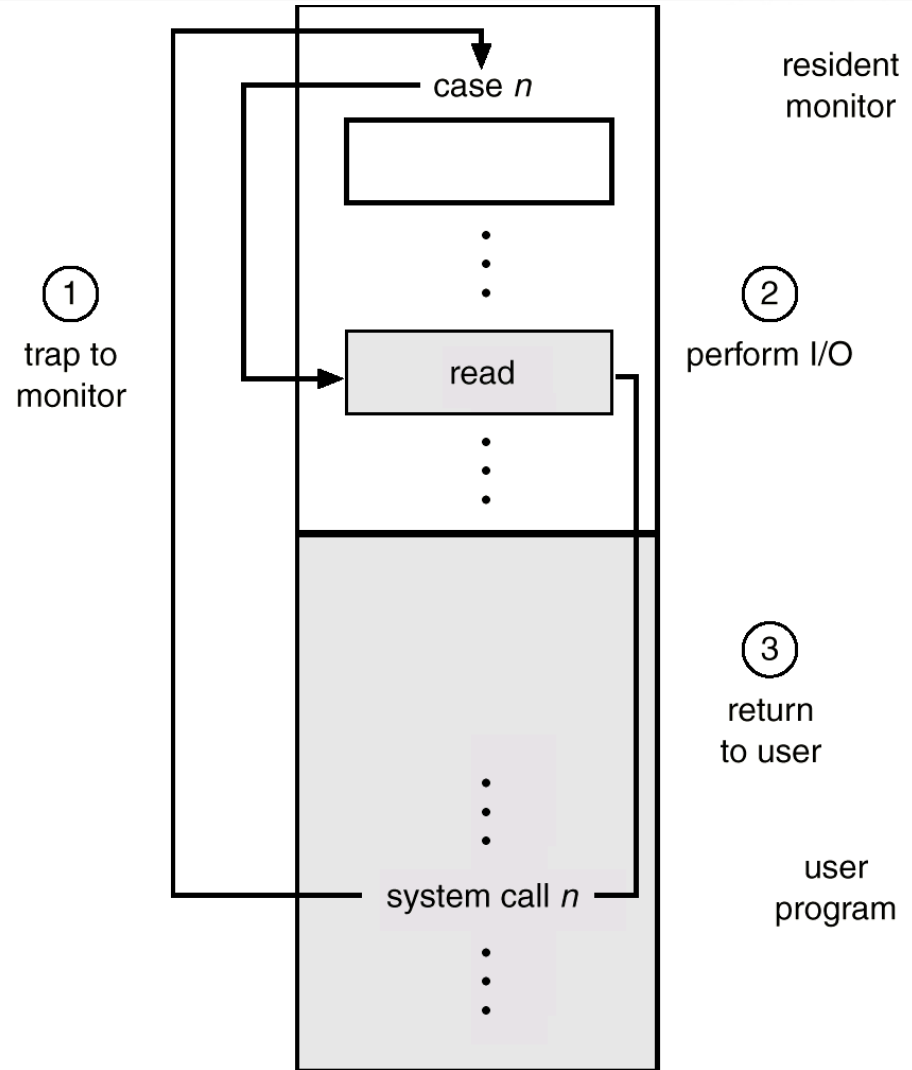 case n
resident
monitor
1
trap to
monitor
read
2
perform I/O
3
return
to user
system call n
user
program